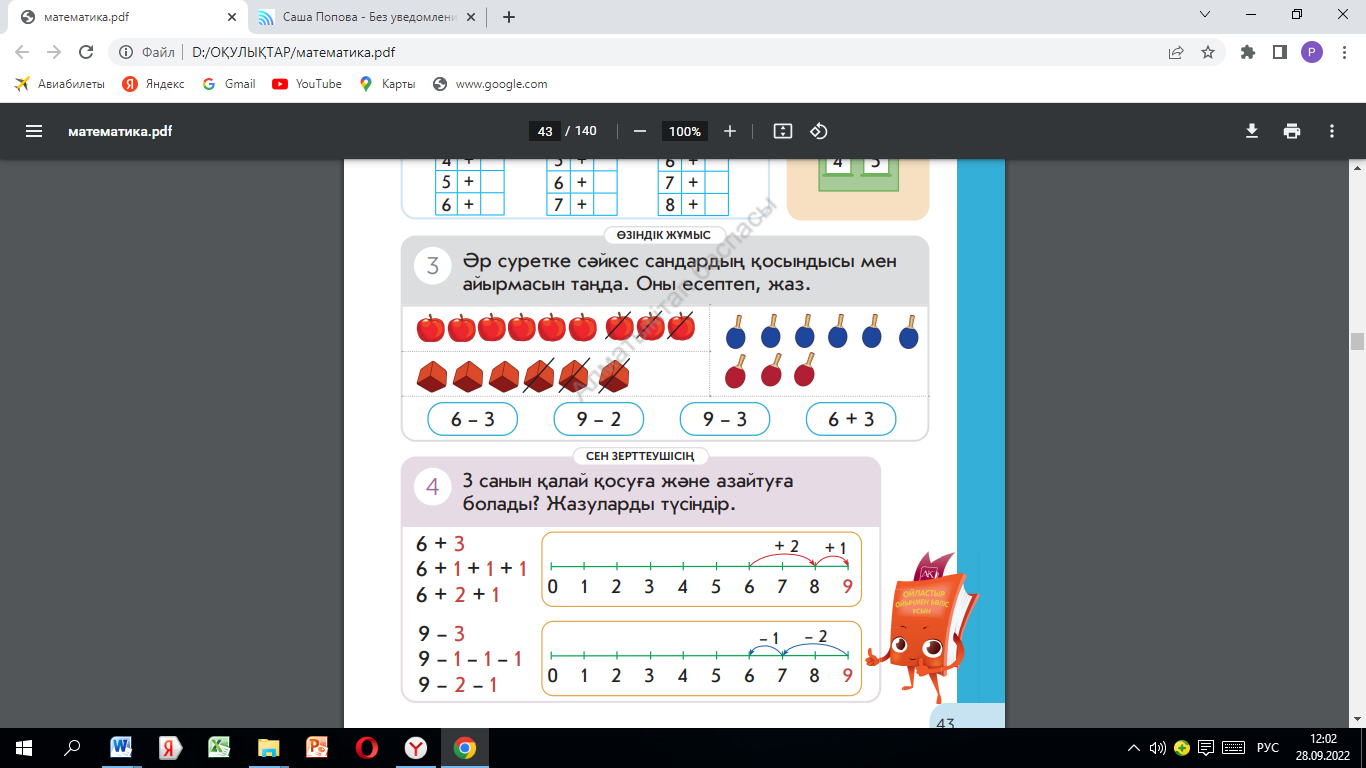 математика.pdf
Саша Попова - Без уведомлени
Файл
D:/ОҚУЛЫҚТАР/математика.pdf
P
Авиабилеты
Яндекс
Gmail
YouTube
Карты
www.google.com
математика.pdf
43 / 140
100%
4 + 5 + 6 +
5 + 6 + 7 +
6 + 7 + 8 +
4 5
ӨЗІНДІК ЖҰМЫС
3
Әр суретке сәйкес сандардың қосындысы мен
айырмасын таңда. Оны есептеп, жаз.
6 – 3
9 – 2
9 – 3
6 + 3
Алматыкітап баспасы
СЕН ЗЕРТТЕУШІСІҢ
4
3 санын қалай қосуға және азайтуға
болады? Жазуларды түсіндір.
6 + 3
6 + 1 + 1 + 1
6 + 2 + 1
+ 2 + 1
0 1 2 3 4 5 6 7 8 9
9 – 3
9 – 1 – 1 – 1
9 – 2 – 1
– 1 – 2
0 1 2 3 4 5 6 7 8 9
АК
ОЙЛАСТЫР
ОЙЫҢМЕН БӨЛІС
ҰСЫН
43
РУС
12:02
28.09.2022